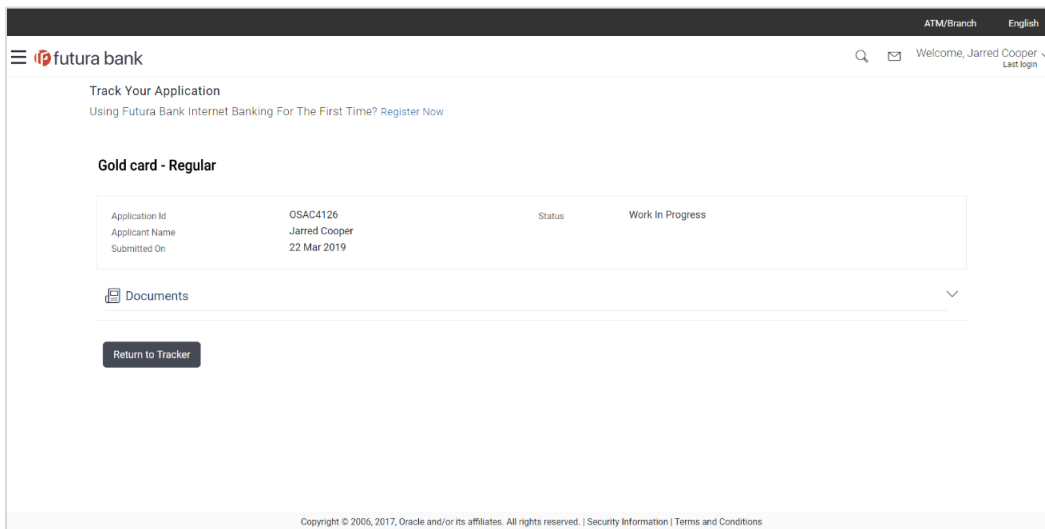 ATM/Branch English
futura bank
Welcome, Jarred Cooper
Last login
Track Your Application
Using Futura Bank Internet Banking For The First Time? Register Now
Gold card - Regular
Application Id OSAC4126 Status Work In Progress
Applicant Name Jarred Cooper
Submitted On 22 Mar 2019
Documents
Return to Tracker
Copyright © 2006, 2017, Oracle and/or its affiliates. All rights reserved. | Security Information | Terms and Conditions